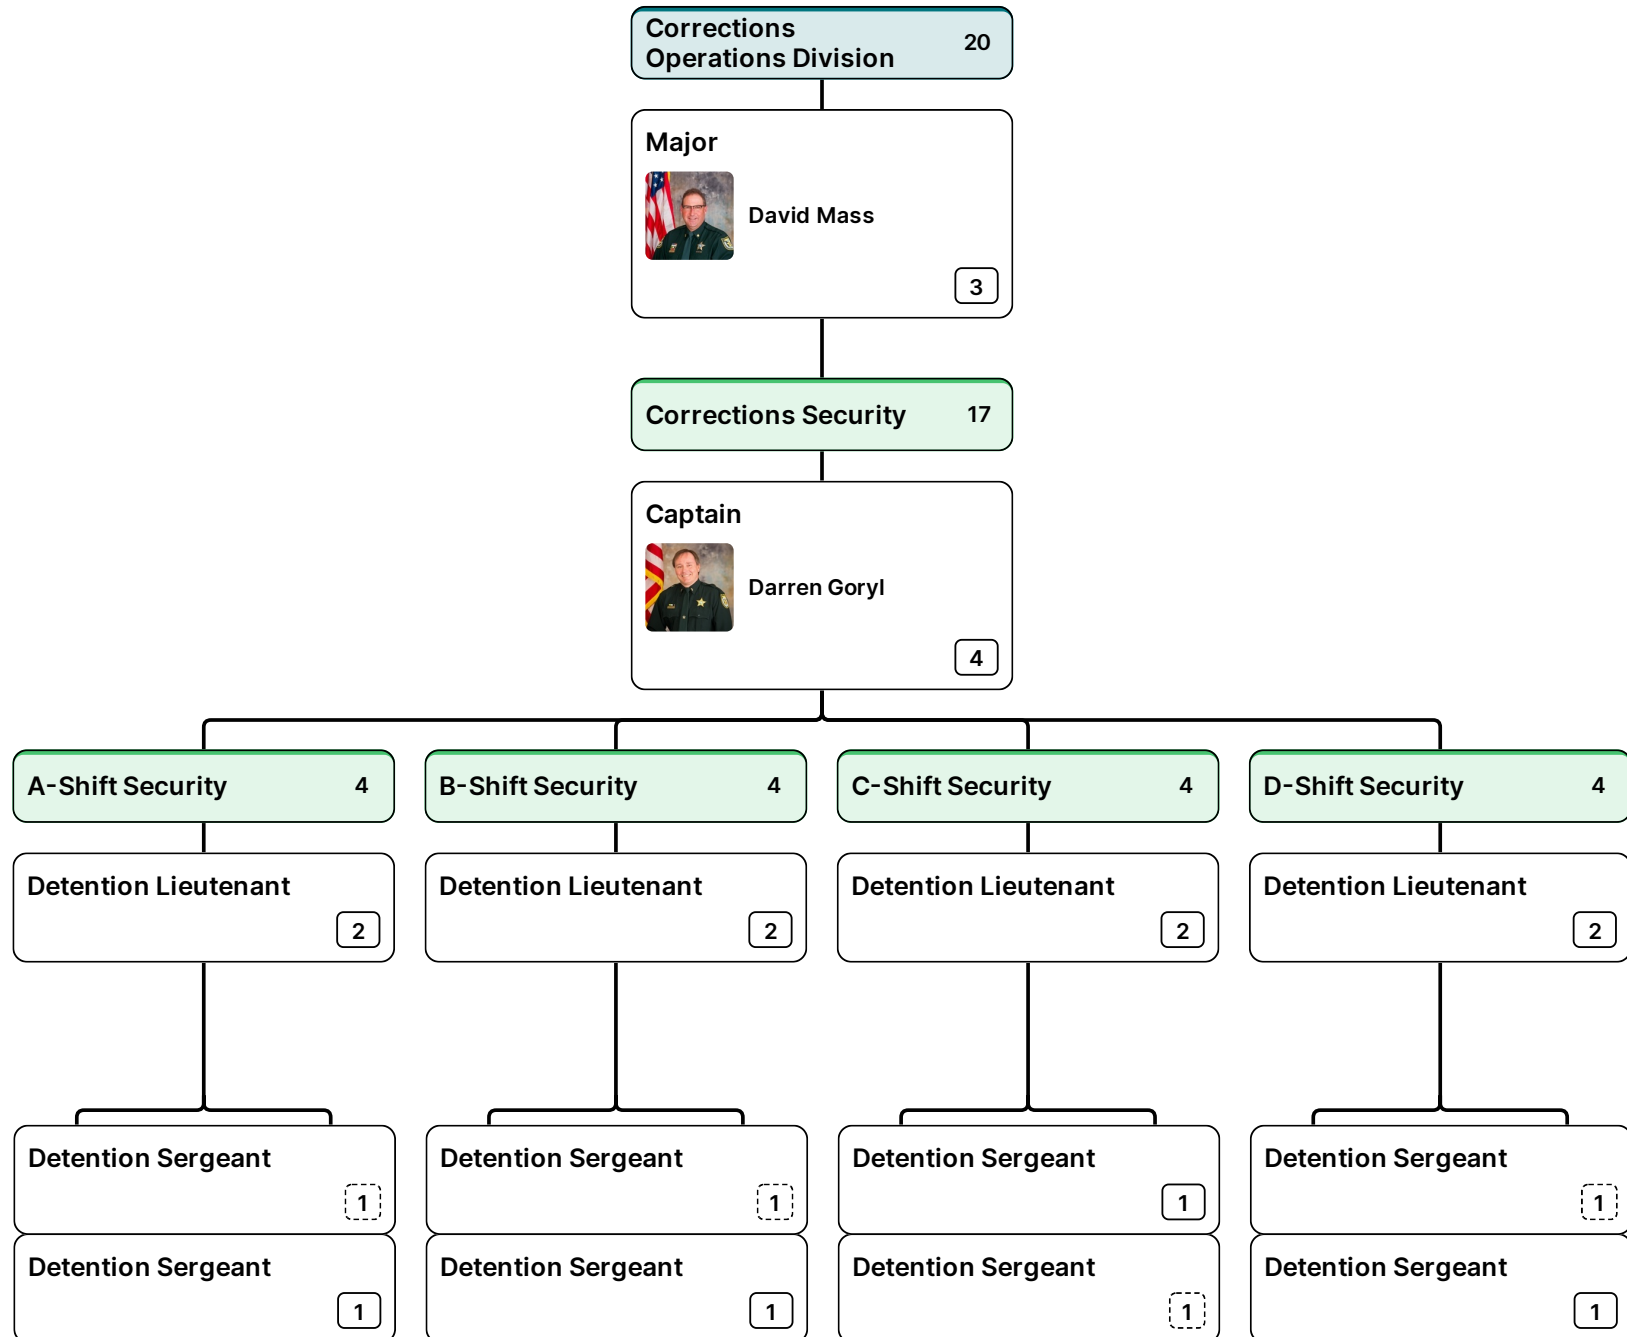 Corrections
Operations Division 20
Major
David Mass
3
Corrections Security 17
Captain
Darren Goryl
4
A-Shift Security 4
B-Shift Security 4
C-Shift Security 4
D-Shift Security 4
Detention Lieutenant
2
Detention Lieutenant
2
Detention Lieutenant
2
Detention Lieutenant
2
Detention Sergeant
1
Detention Sergeant
1
Detention Sergeant
1
Detention Sergeant
1
Detention Sergeant
1
Detention Sergeant
1
Detention Sergeant
1
Detention Sergeant
1